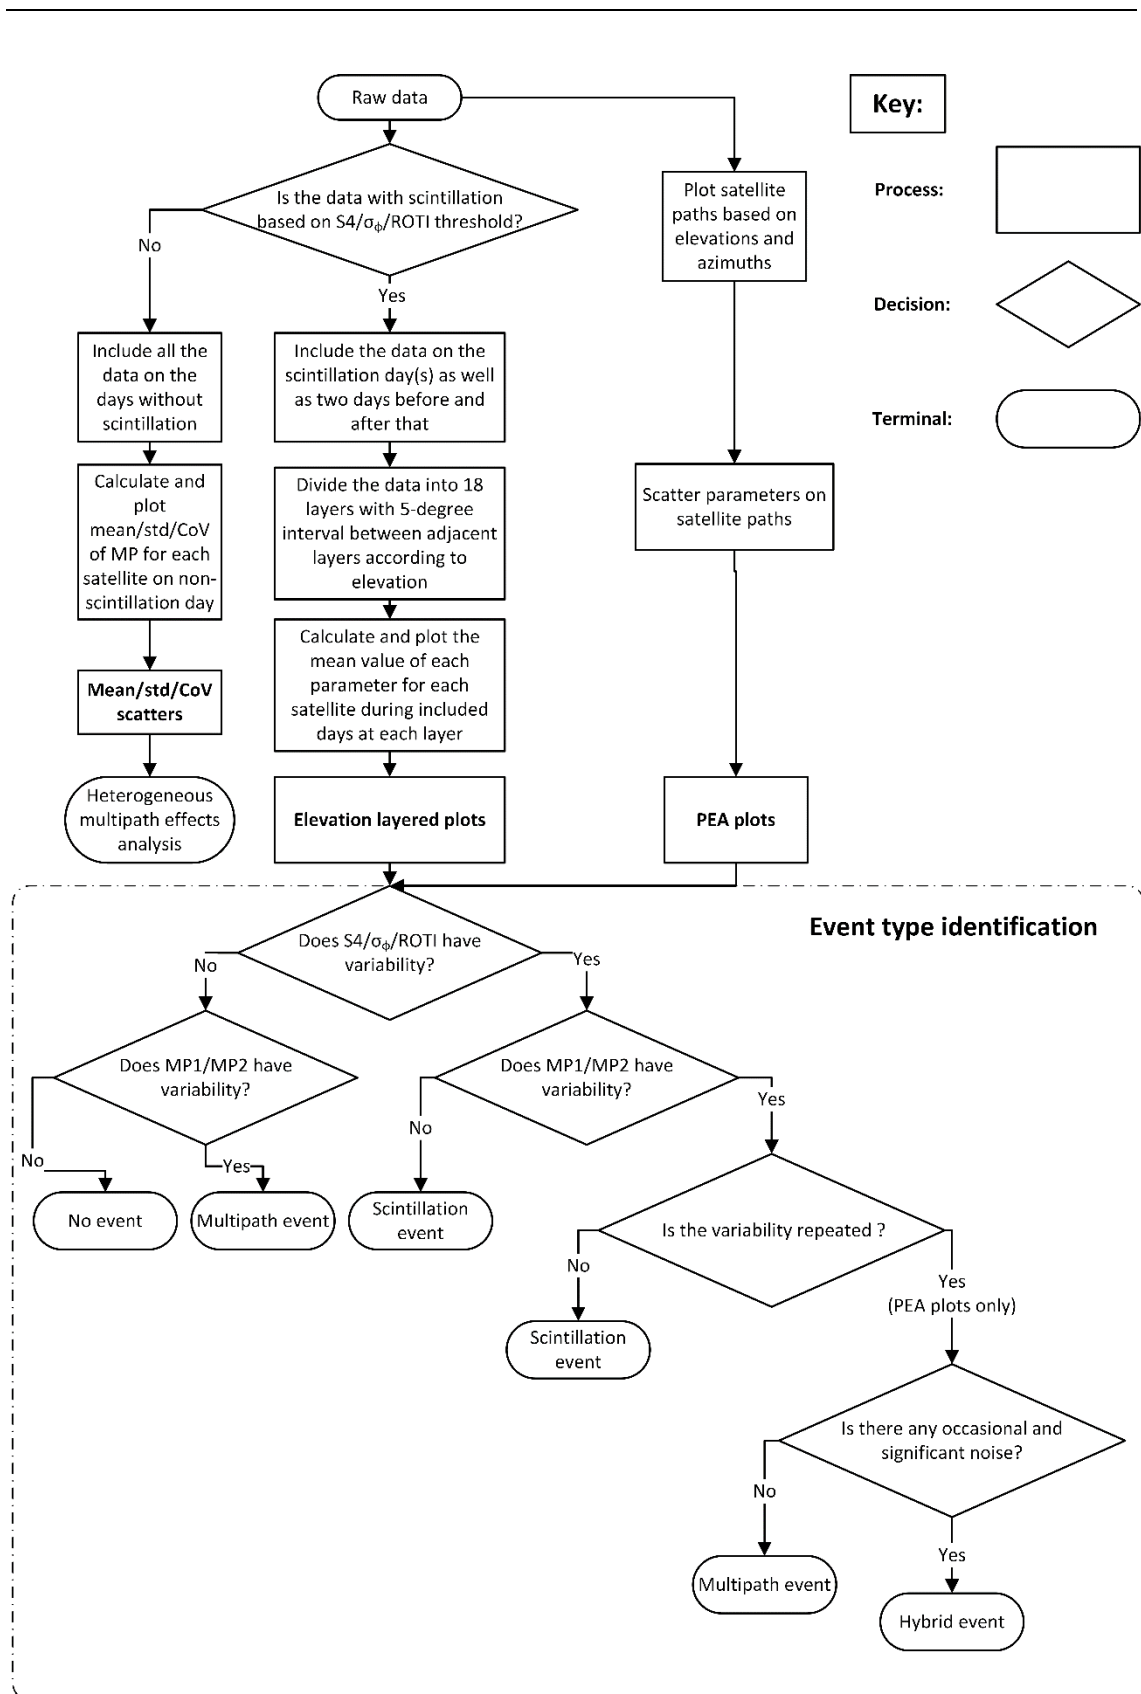 Raw data
Key:
Is the data with scintillation
based on S4/σϕ/ROTI threshold?
Plot satellite
paths based on
elevations and
azimuths
Process:
No
Yes
Decision:
Include all the
data on the
days without
scintillation
Include the data on the
scintillation day(s) as well
as two days before and
after that
Terminal:
Calculate and
plot
mean/std/CoV
of MP for each
satellite on non-
scintillation day
Divide the data into 18
layers with 5-degree
interval between adjacent
layers according to
elevation
Scatter parameters on
satellite paths
Calculate and plot the
mean value of each
parameter for each
satellite during included
days at each layer
Mean/std/CoV
scatters
Heterogeneous
multipath effects
analysis
Elevation layered plots
PEA plots
Event type identification
Does S4/σϕ/ROTI have
variability?
No
Yes
Does MP1/MP2 have
variability?
Does MP1/MP2 have
variability?
No
Yes
No
Yes
No event
Multipath event
Scintillation
event
Is the variability repeated ?
No
Yes
(PEA plots only)
Scintillation
event
Is there any occasional and
significant noise?
No
Yes
Multipath event
Hybrid event